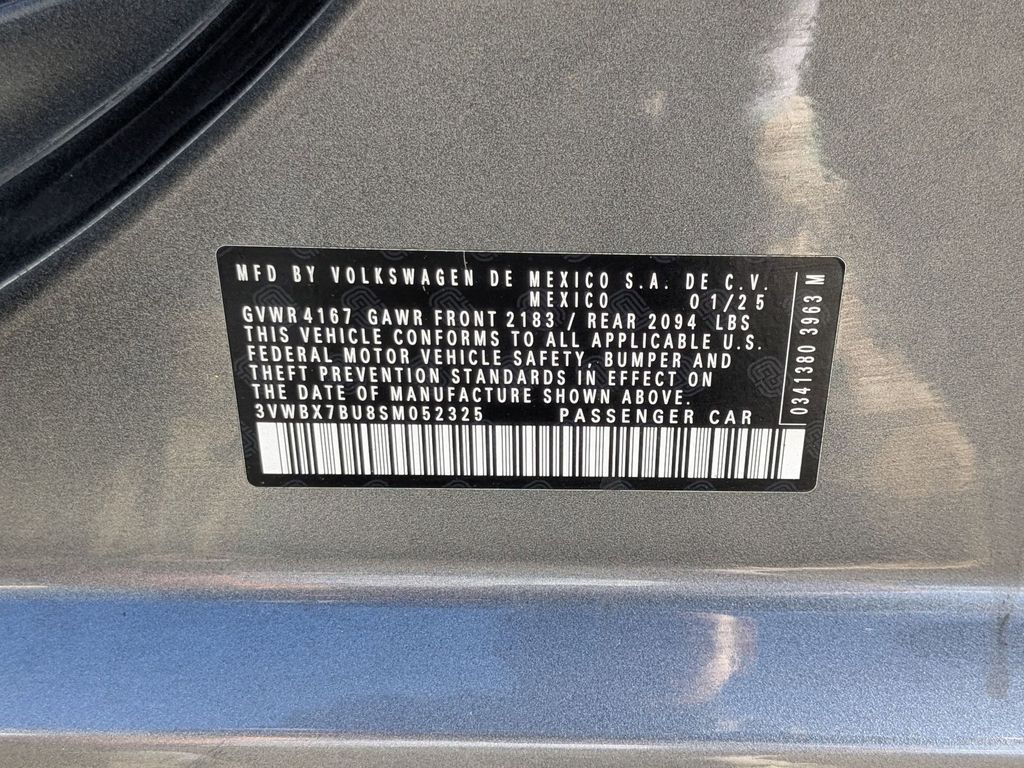 MFD BY VOLKSWAGEN DE MEXICO S.A. DE C.V.
MEXICO 01/25
GVWR 4167 GAWR FRONT 2183 / REAR 2094 LBS
THIS VEHICLE CONFORMS TO ALL APPLICABLE U.S.
FEDERAL MOTOR VEHICLE SAFETY, BUMPER AND
THEFT PREVENTION STANDARDS IN EFFECT ON
THE DATE OF MANUFACTURE SHOWN ABOVE.
3VWBX7BU8SM052325 PASSENGER CAR
0341380 3963 M